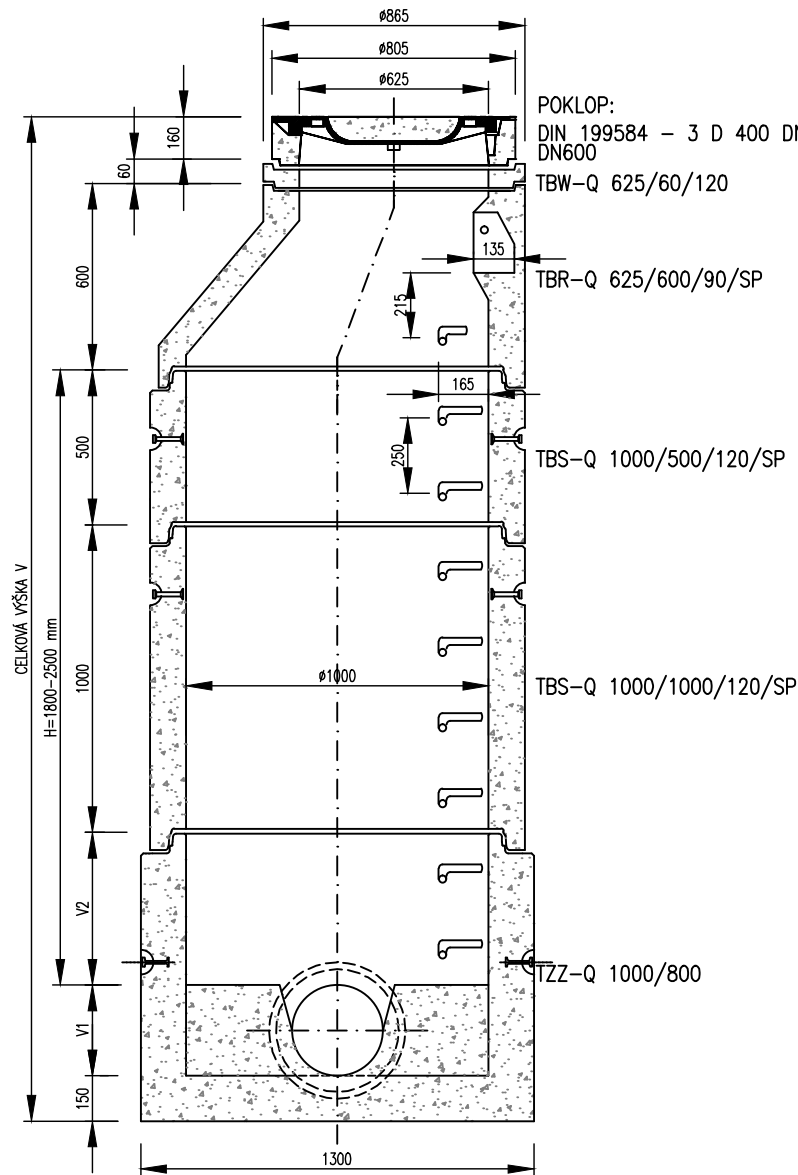 ø865
ø805
ø625
POKLOP:
DIN 199584 – 3 D 400 DN
DN600
160
60
TBW–Q 625/60/120
135
600
215
TBR–Q 625/600/90/SP
165
500
250
TBS–Q 1000/500/120/SP
CELKOVÁ VÝŠKA V
H=1800–2500 mm
1000
ø1000
TBS–Q 1000/1000/120/SP
V2
TZZ–Q 1000/800
V1
150
1300